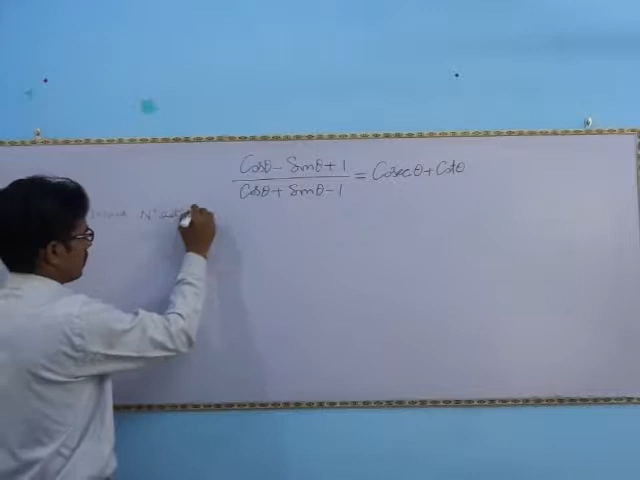 Cosθ - Sinθ + 1
Cosθ + Sinθ - 1
= Cosecθ + Cotθ